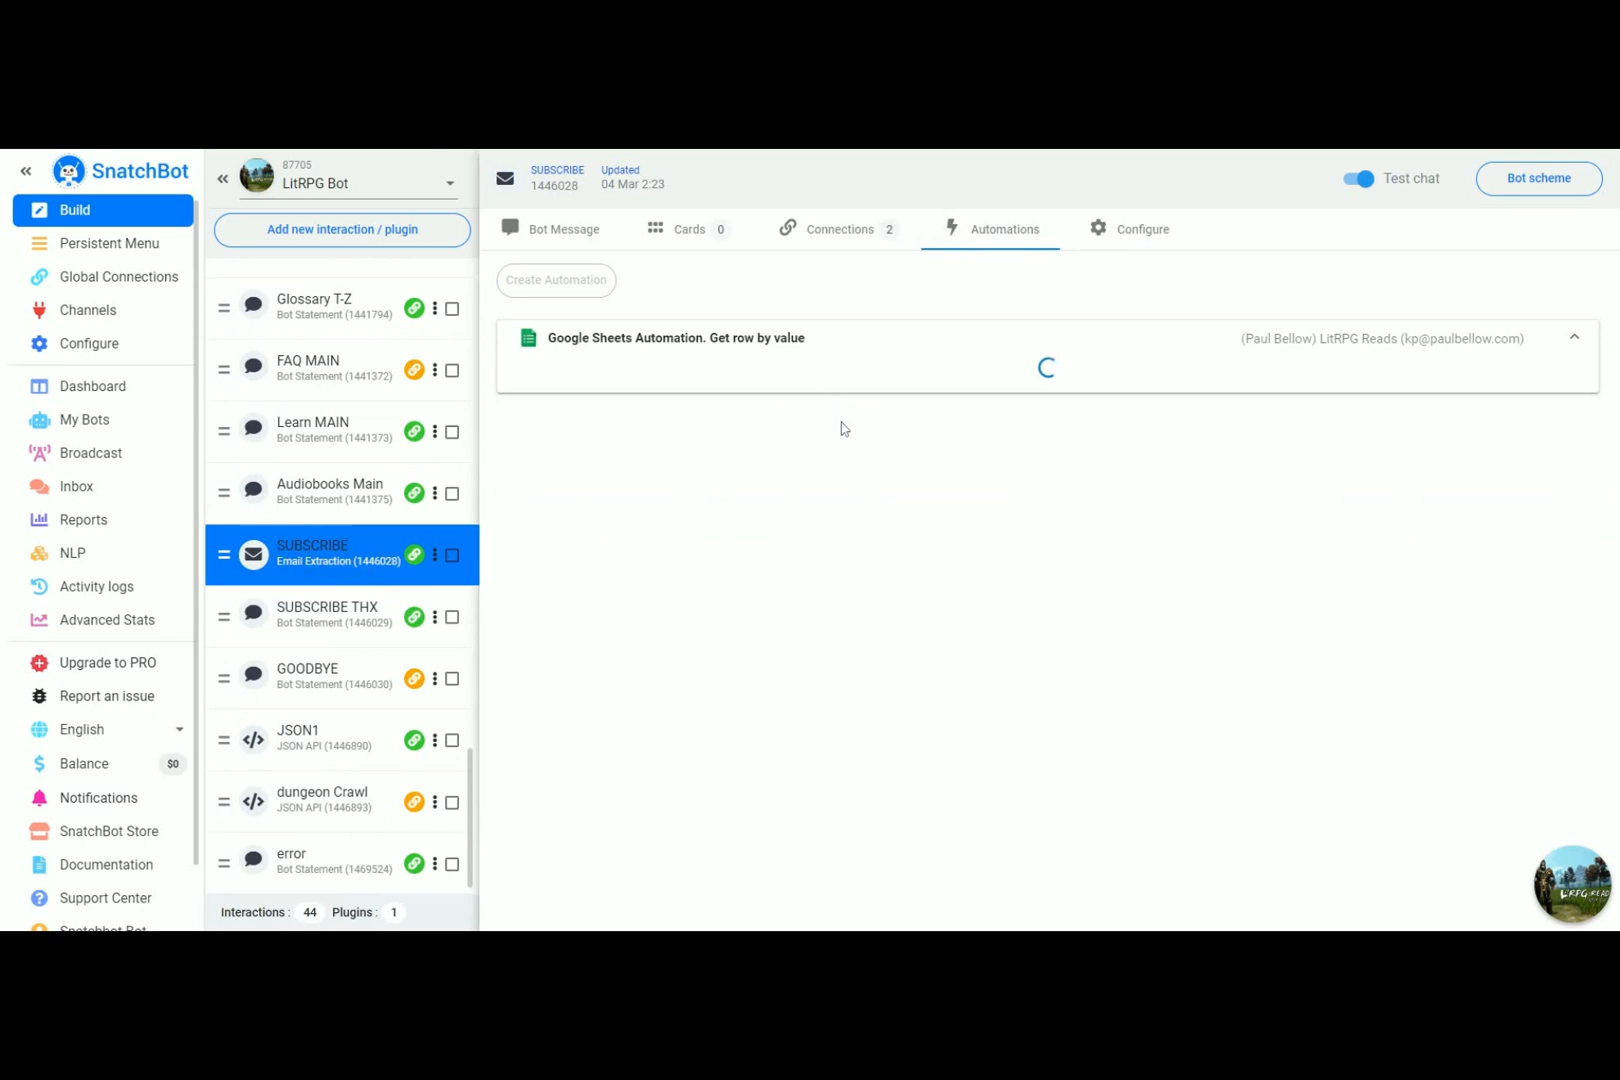 SnatchBot
Build
Persistent Menu
Global Connections
Channels
Configure
Dashboard
My Bots
Broadcast
Inbox
Reports
NLP
Activity logs
Advanced Stats
Upgrade to PRO
Report an issue
English
Balance $0
Notifications
SnatchBot Store
Documentation
Support Center
Snatchbot Bot
87705
LitRPG Bot
Add new interaction / plugin
Glossary T-Z
Bot Statement (1441794)
FAQ MAIN
Bot Statement (1441372)
Learn MAIN
Bot Statement (1441373)
Audiobooks Main
Bot Statement (1441375)
SUBSCRIBE
Email Extraction (1446028)
SUBSCRIBE THX
Bot Statement (1446029)
GOODBYE
Bot Statement (1446030)
JSON1
JSON API (1446890)
dungeon Crawl
JSON API (1446893)
error
Bot Statement (1469524)
Interactions : 44 Plugins : 1
SUBSCRIBE Updated
1446028 04 Mar 2:23
Test chat
Bot scheme
Bot Message Cards 0 Connections 2 Automations Configure
Create Automation
Google Sheets Automation. Get row by value (Paul Bellow) LitRPG Reads (kp@paulbellow.com)